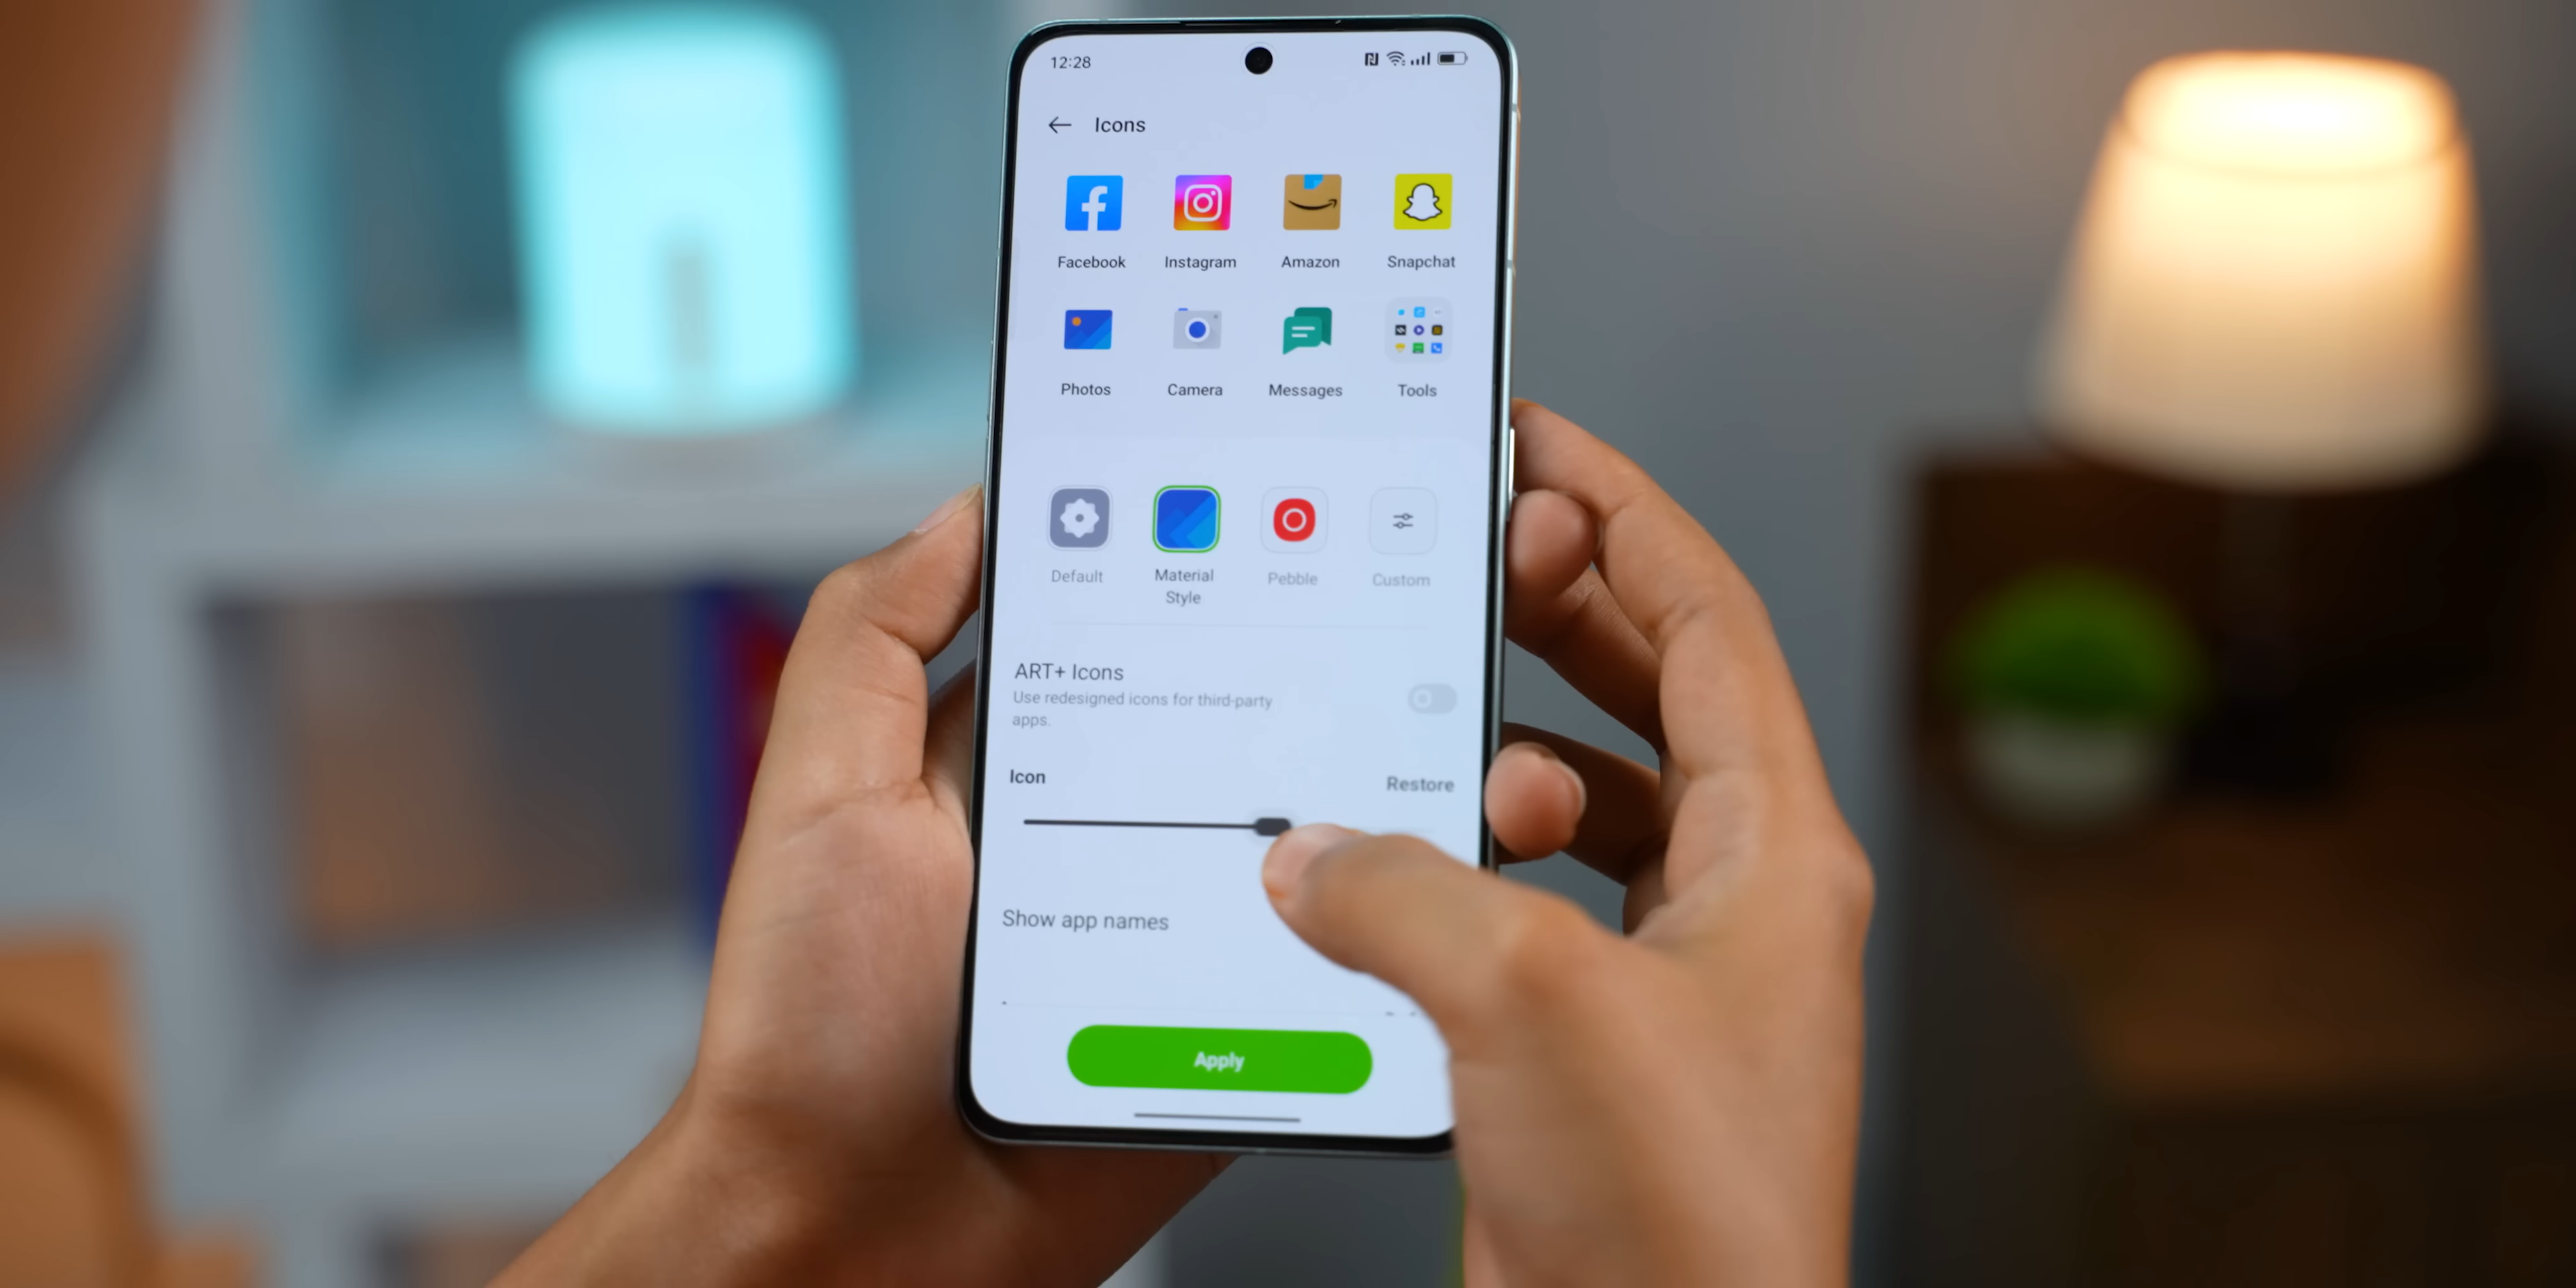 12:28
Icons
Facebook Instagram Amazon Snapchat
Photos Camera Messages Tools
Default Material Style Pebble Custom
ART+ Icons
Use redesigned icons for third-party
apps.
Icon Restore
Show app names
Apply